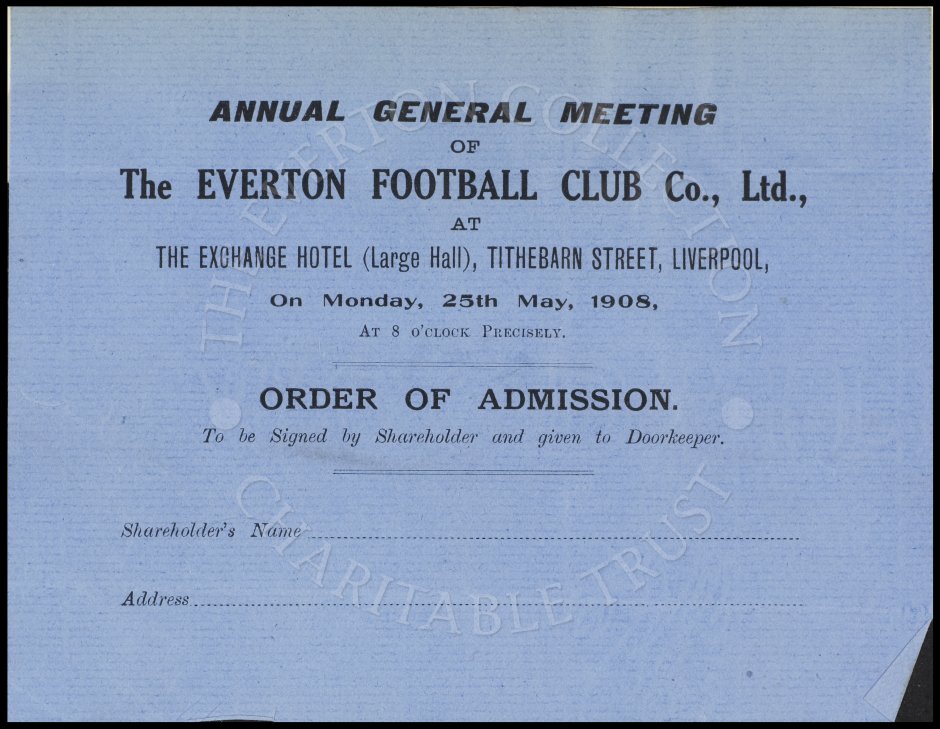 ANNUAL GENERAL MEETING
OF
The EVERTON FOOTBALL CLUB Co., Ltd.,
AT
THE EXCHANGE HOTEL (Large Hall), TITHEBARN STREET, LIVERPOOL,
On Monday, 25th May, 1908,
At 8 o'clock Precisely.
ORDER OF ADMISSION.
To be Signed by Shareholder and given to Doorkeeper.
Shareholder's Name
Address
THE EVERTON COLLECTION
CHARITABLE TRUST